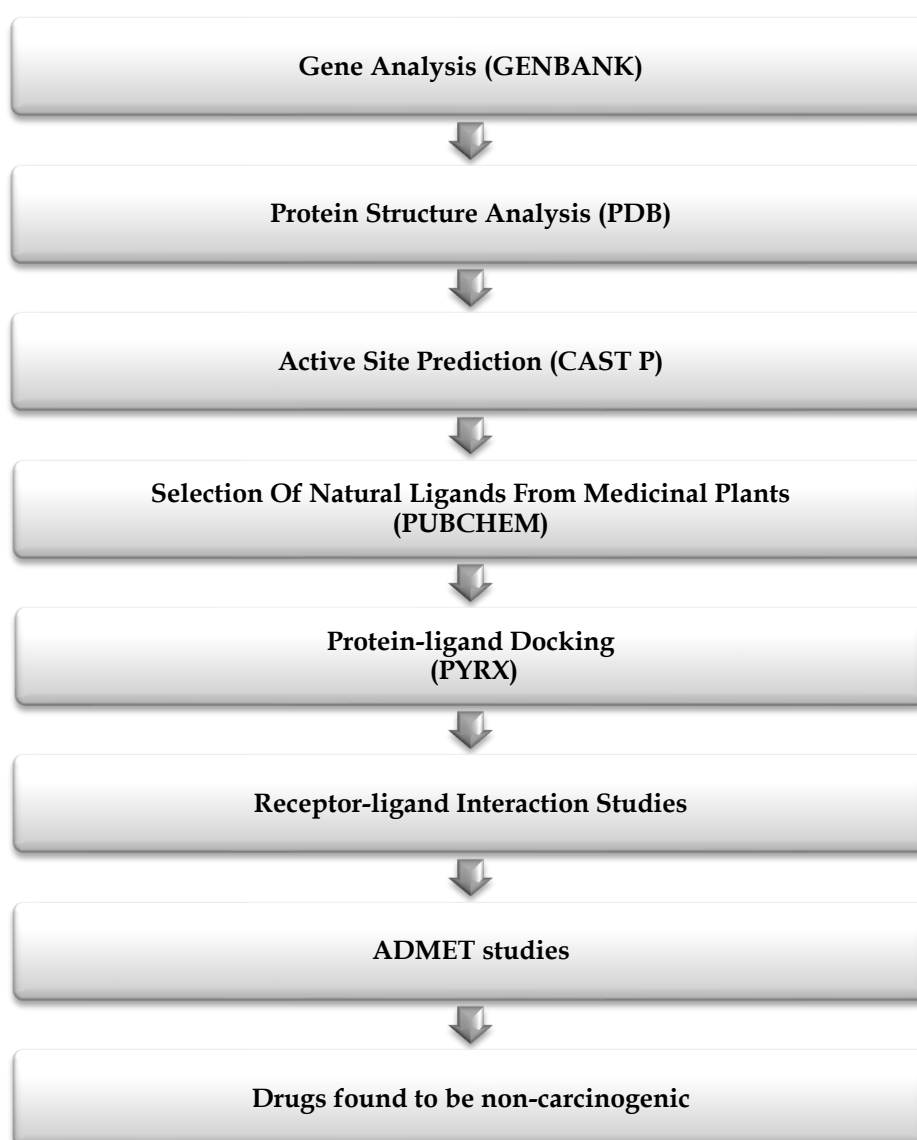 Gene Analysis (GENBANK)
Protein Structure Analysis (PDB)
Active Site Prediction (CAST P)
Selection Of Natural Ligands From Medicinal Plants
(PUBCHEM)
Protein-ligand Docking
(PYRX)
Receptor-ligand Interaction Studies
ADMET studies
Drugs found to be non-carcinogenic